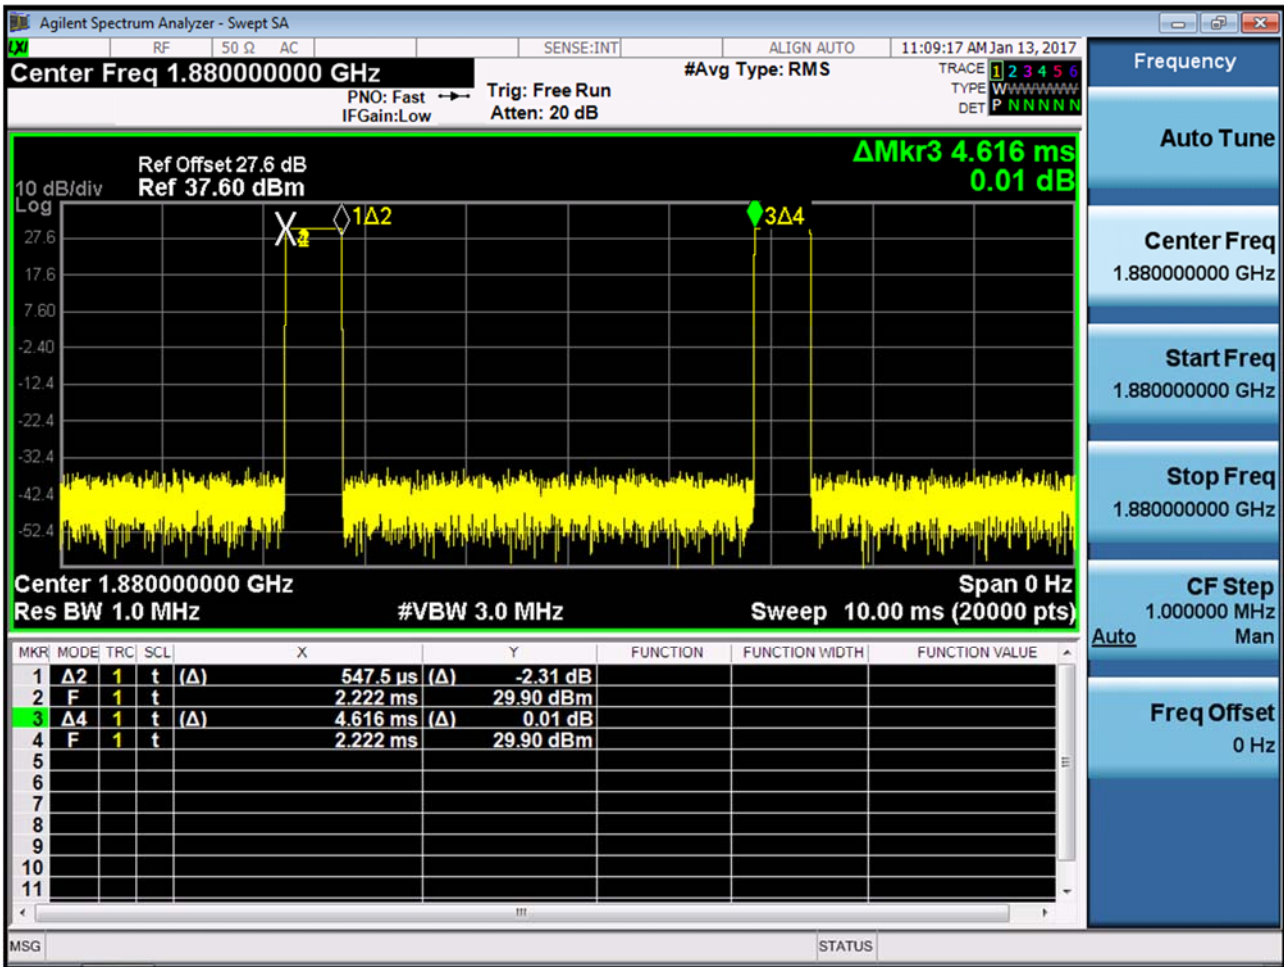 Agilent Spectrum Analyzer - Swept SA
LXI RF 50 Ω AC SENSE:INT ALIGN AUTO 11:09:17 AM Jan 13, 2017
Center Freq 1.880000000 GHz
PNO: Fast
IFGain:Low
Trig: Free Run
Atten: 20 dB
#Avg Type: RMS
TRACE 1 2 3 4 5 6
TYPE W WWWWW
DET P N N N N N
ΔMkr3 4.616 ms
0.01 dB
Ref Offset 27.6 dB
10 dB/div Ref 37.60 dBm
Log
1Δ2
3Δ4
27.6
17.6
7.60
-2.40
-12.4
-22.4
-32.4
-42.4
-52.4
Center 1.880000000 GHz Span 0 Hz
Res BW 1.0 MHz #VBW 3.0 MHz Sweep 10.00 ms (20000 pts)
MKR MODE TRC SCL X Y FUNCTION FUNCTION WIDTH FUNCTION VALUE
1 Δ2 1 t (Δ) 547.5 µs (Δ) -2.31 dB
2 F 1 t 2.222 ms 29.90 dBm
3 Δ4 1 t (Δ) 4.616 ms (Δ) 0.01 dB
4 F 1 t 2.222 ms 29.90 dBm
5
6
7
8
9
10
11
MSG STATUS
Frequency
Auto Tune
Center Freq
1.880000000 GHz
Start Freq
1.880000000 GHz
Stop Freq
1.880000000 GHz
CF Step
1.000000 MHz
Auto Man
Freq Offset
0 Hz